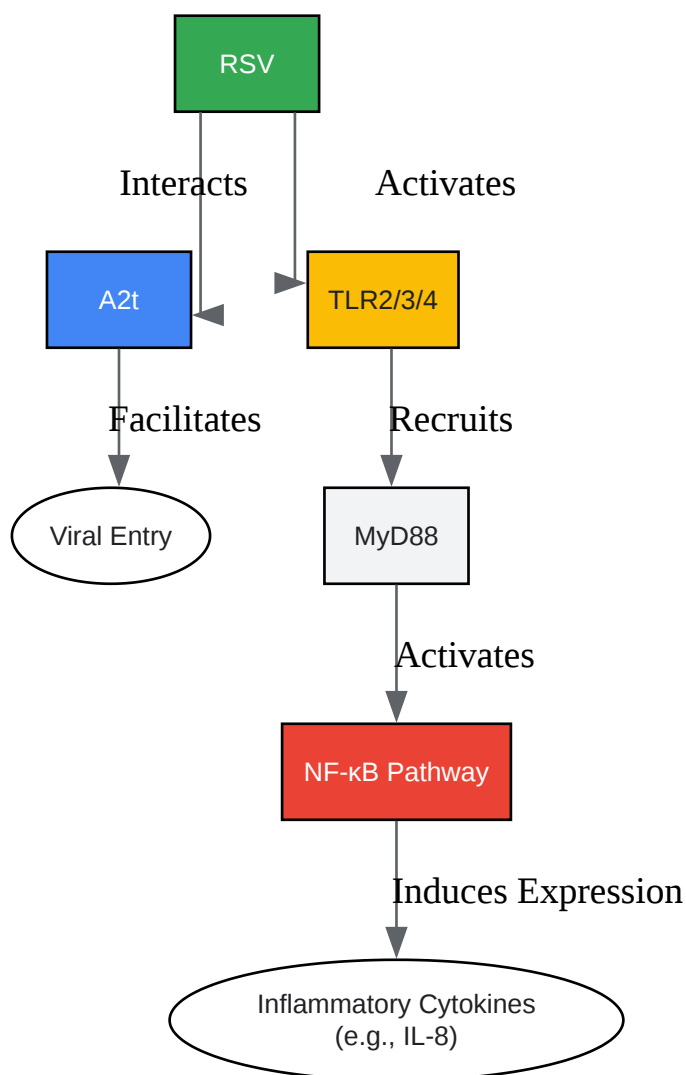 RSV
Interacts
Activates
A2t
TLR2/3/4
Facilitates
Recruits
Viral Entry
MyD88
Activates
NF-κB Pathway
Induces Expression
Inflammatory Cytokines
(e.g., IL-8)